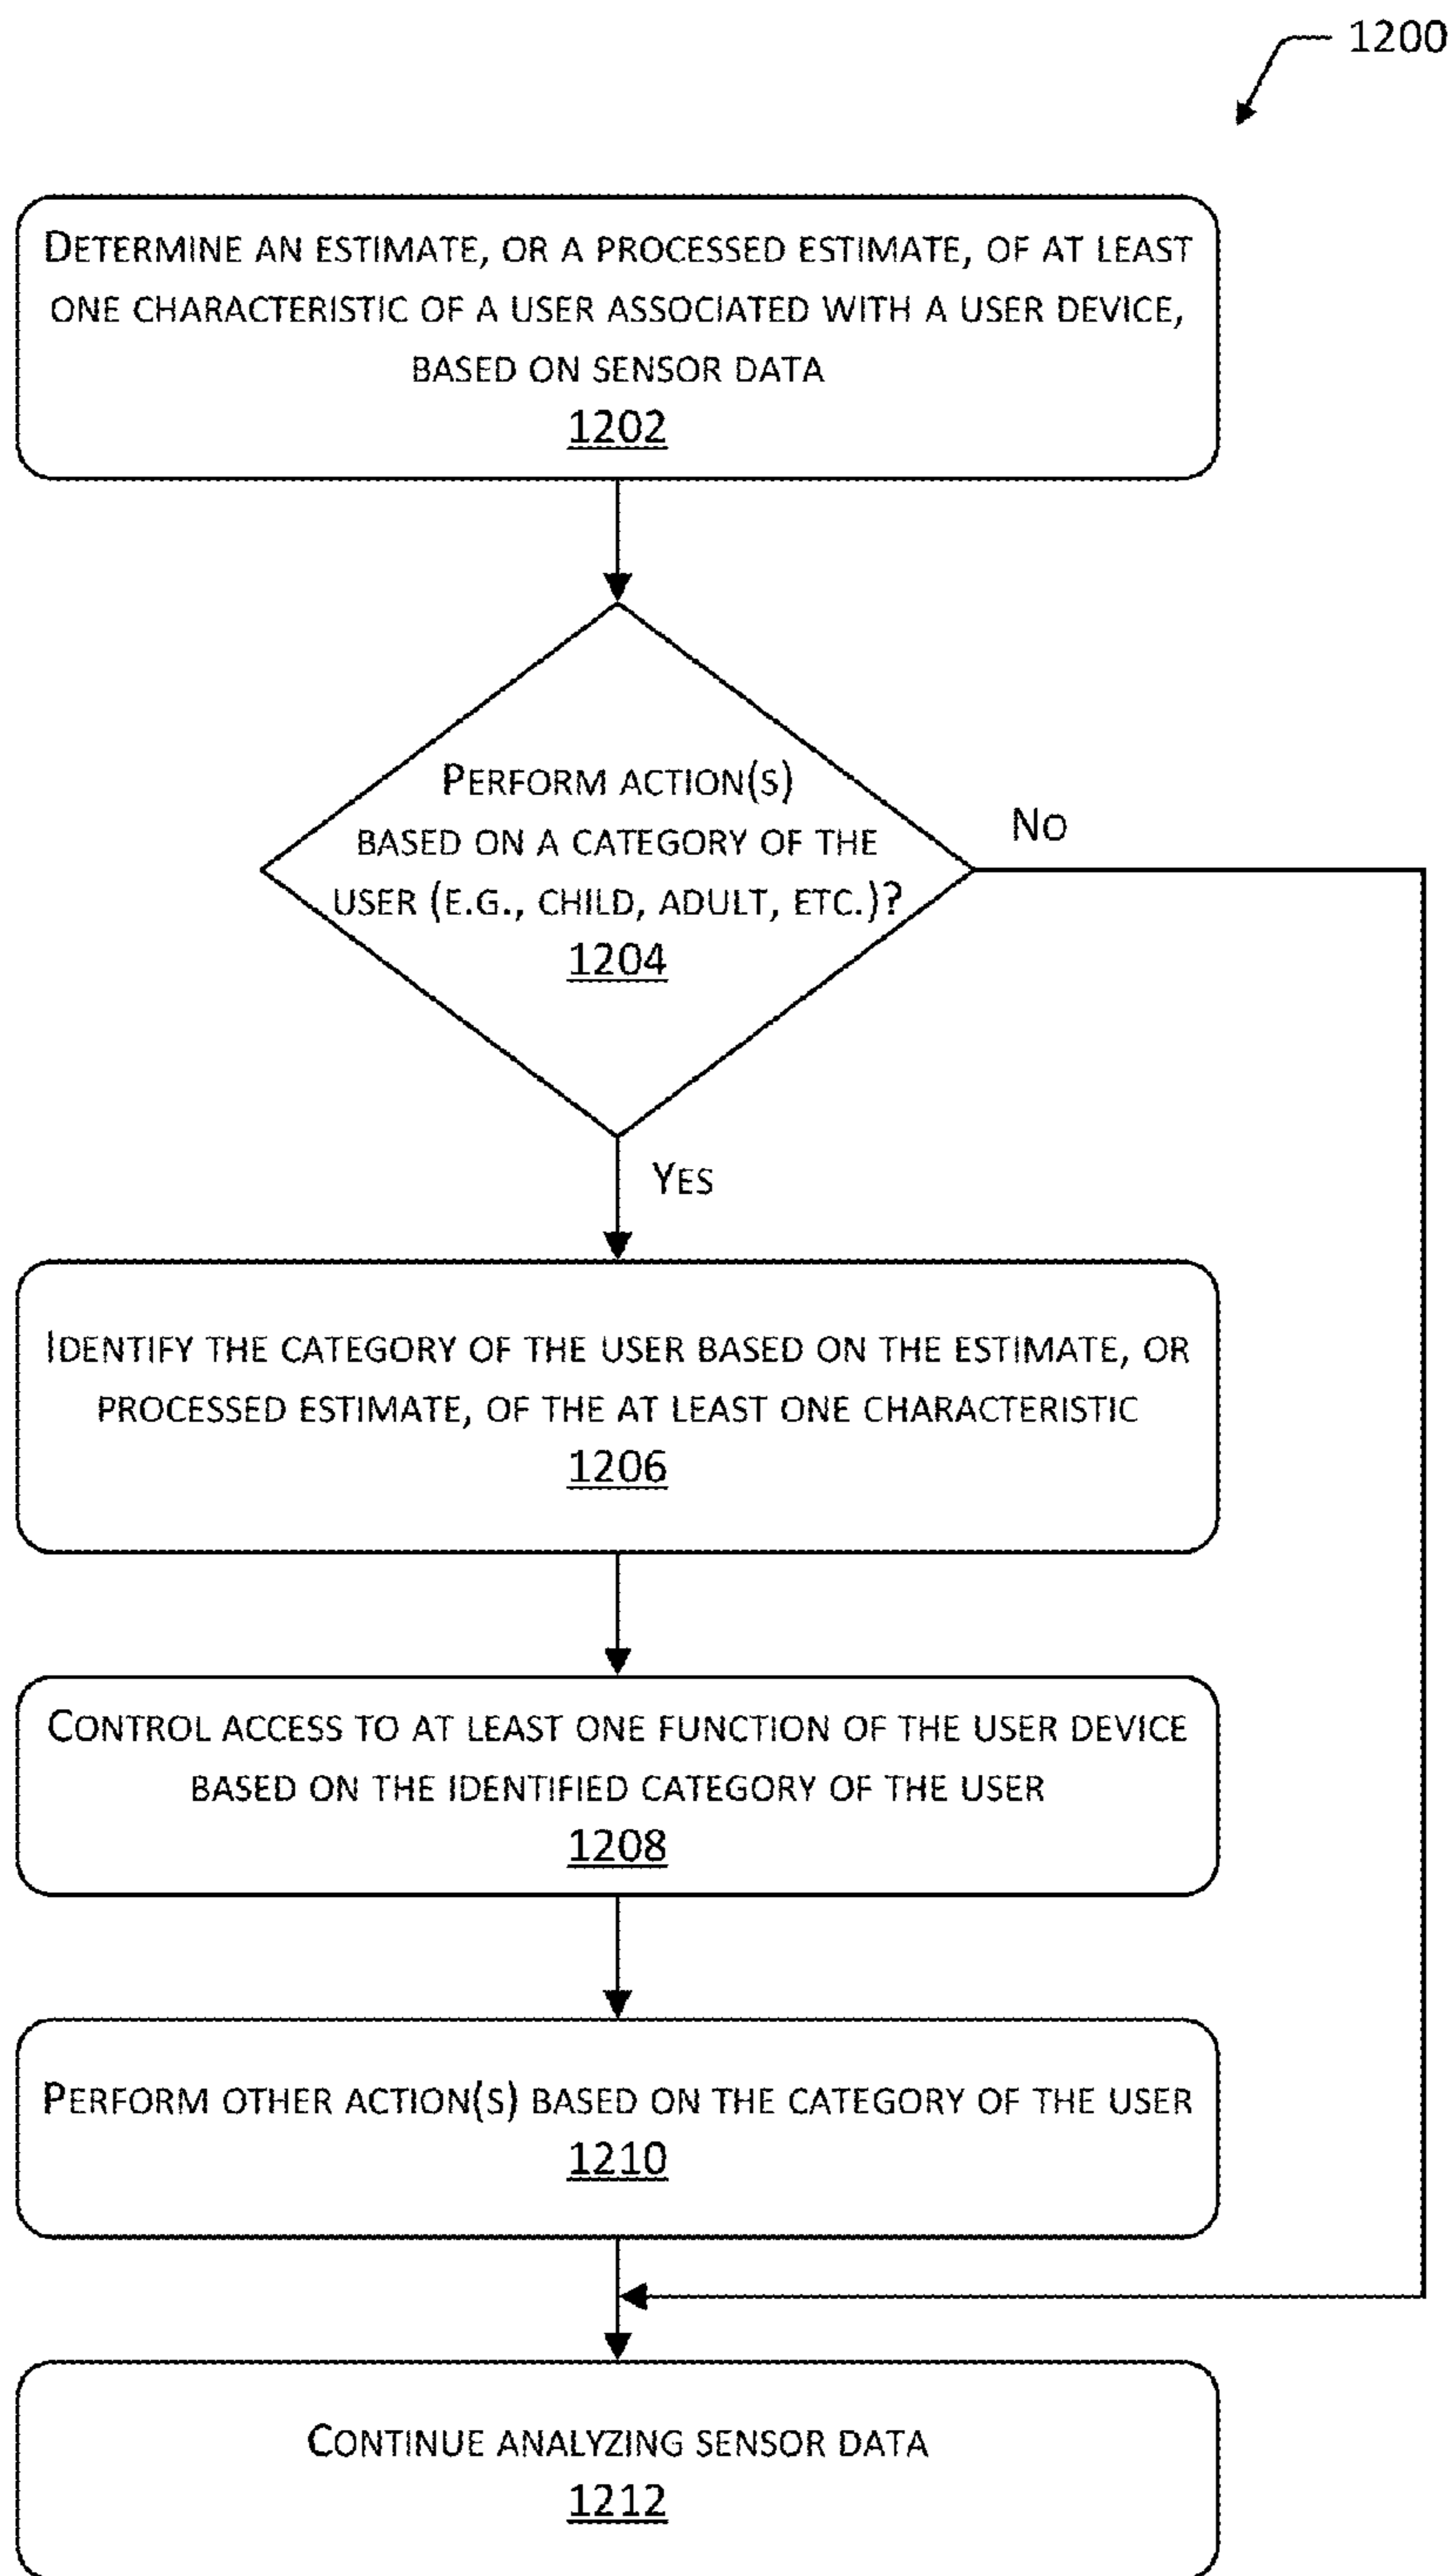 1200
DETERMINE AN ESTIMATE, OR A PROCESSED ESTIMATE, OF AT LEAST
ONE CHARACTERISTIC OF A USER ASSOCIATED WITH A USER DEVICE,
BASED ON SENSOR DATA
1202
PERFORM ACTION(S)
BASED ON A CATEGORY OF THE
USER (E.G., CHILD, ADULT, ETC.)?
1204
NO
YES
IDENTIFY THE CATEGORY OF THE USER BASED ON THE ESTIMATE, OR
PROCESSED ESTIMATE, OF THE AT LEAST ONE CHARACTERISTIC
1206
CONTROL ACCESS TO AT LEAST ONE FUNCTION OF THE USER DEVICE
BASED ON THE IDENTIFIED CATEGORY OF THE USER
1208
PERFORM OTHER ACTION(S) BASED ON THE CATEGORY OF THE USER
1210
CONTINUE ANALYZING SENSOR DATA
1212